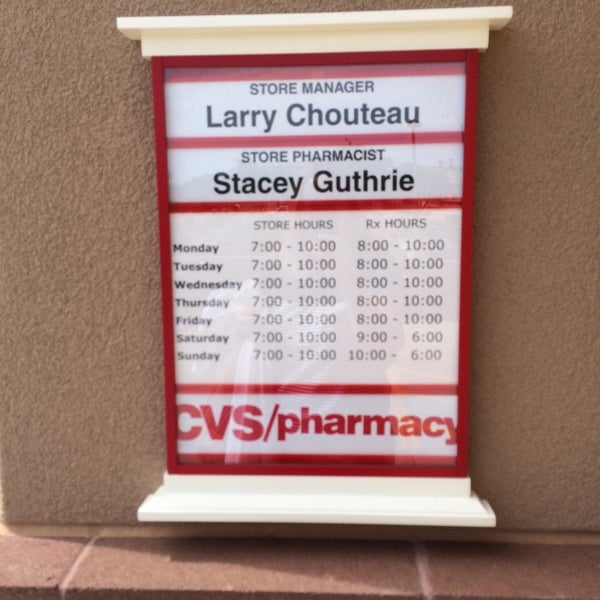 STORE MANAGER
Larry Chouteau
STORE PHARMACIST
Stacey Guthrie
STORE HOURS Rx HOURS
Monday 7:00 - 10:00 8:00 - 10:00
Tuesday 7:00 - 10:00 8:00 - 10:00
Wednesday 7:00 - 10:00 8:00 - 10:00
Thursday 7:00 - 10:00 8:00 - 10:00
Friday 7:00 - 10:00 8:00 - 10:00
Saturday 7:00 - 10:00 9:00 - 6:00
Sunday 7:00 - 10:00 10:00 - 6:00
CVS/pharmacy